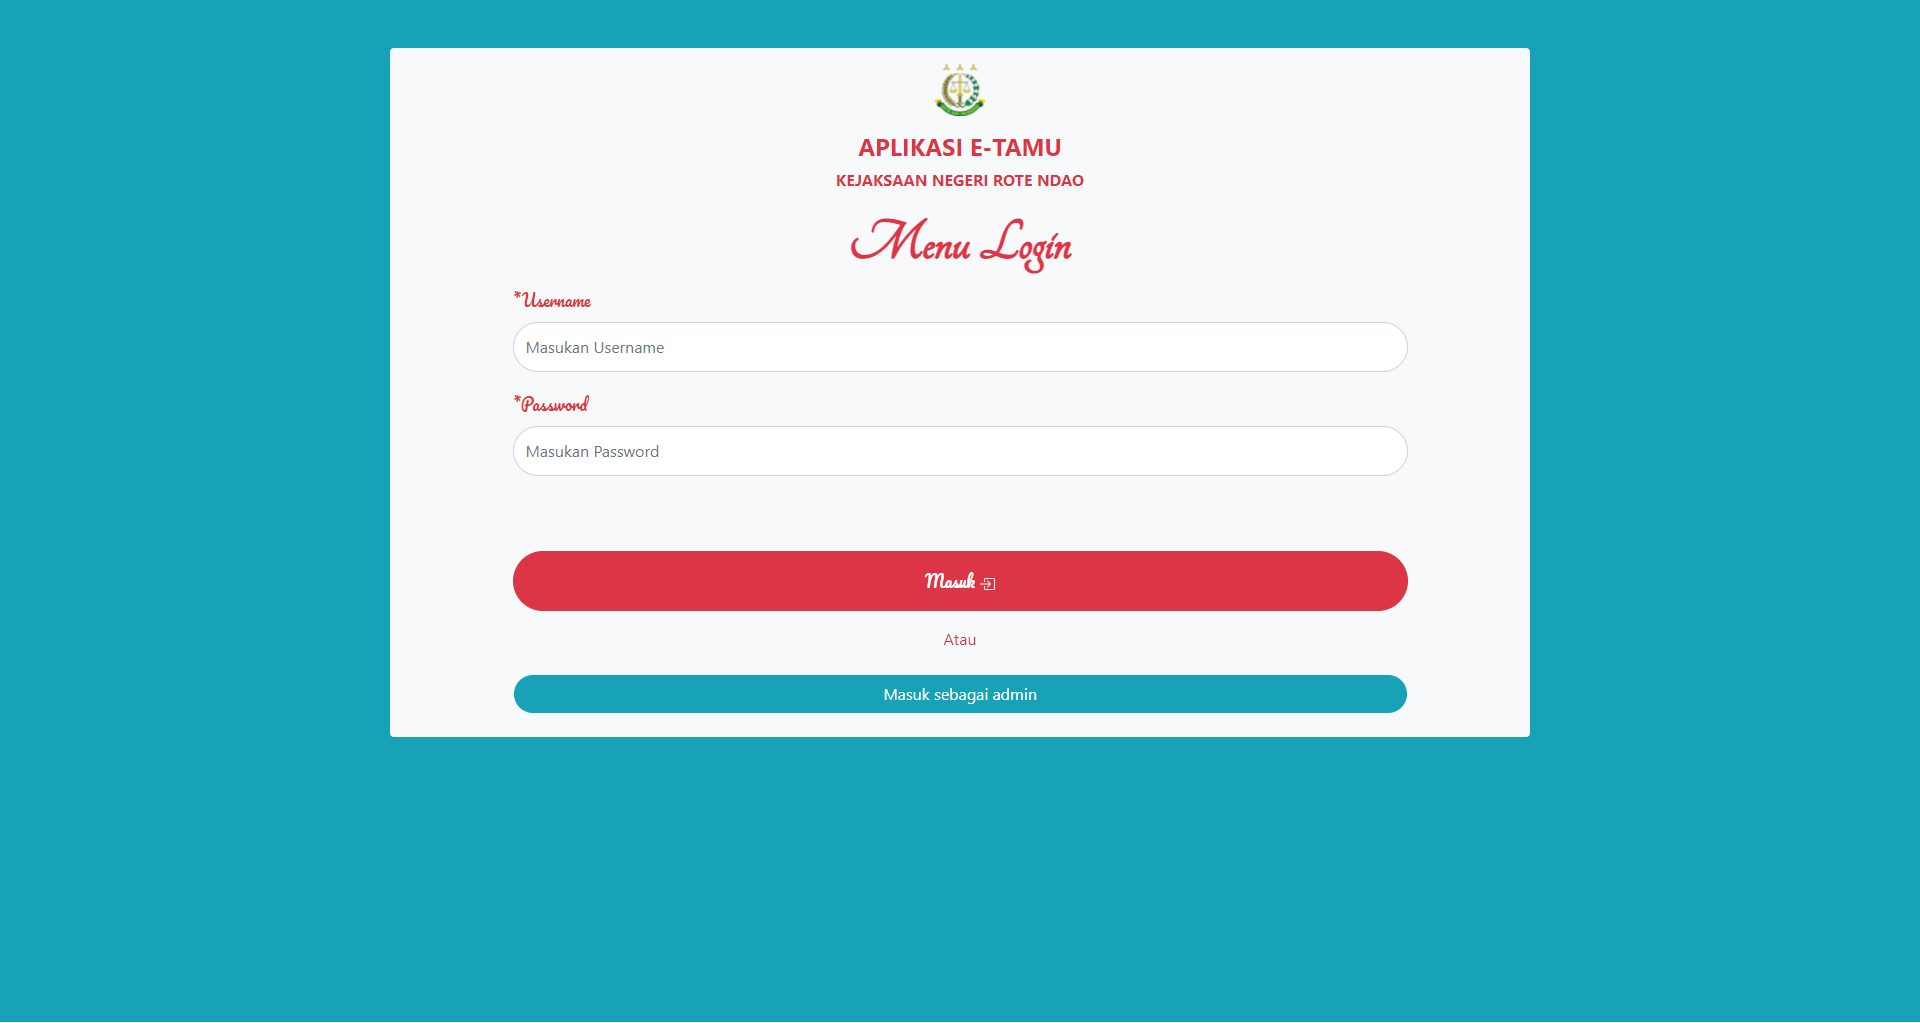 APLIKASI E-TAMU
KEJAKSAAN NEGERI ROTE NDAO
Menu Login
*Username
Masukan Username
*Password
Masukan Password
Masuk
Atau
Masuk sebagai admin